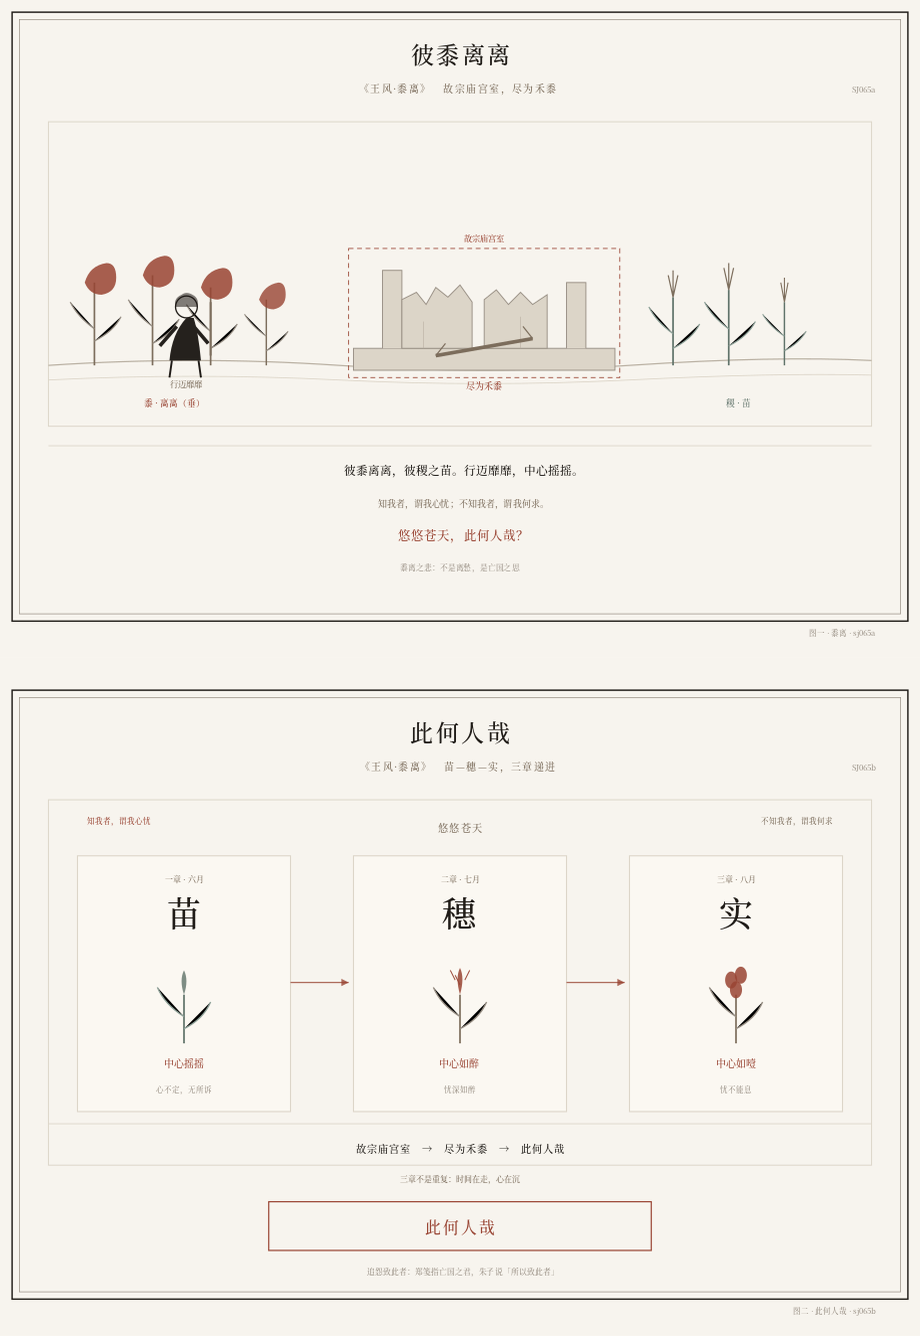 彼黍离离
《王风·黍离》 故宗庙宫室，尽为禾黍
SJ065a
故宗庙宫室
行迈靡靡
尽为禾黍
黍·离离（垂）
稷·苗
彼黍离离，彼稷之苗。行迈靡靡，中心摇摇。
知我者，谓我心忧；不知我者，谓我何求。
悠悠苍天，此何人哉？
黍离之悲：不是离愁，是亡国之思
图一·黍离·sj065a
此何人哉
《王风·黍离》 苗—穗—实，三章递进
SJ065b
知我者，谓我心忧
悠悠苍天
不知我者，谓我何求
一章·六月
苗
中心摇摇
心不定，无所诉
二章·七月
穗
中心如醉
忧深如醉
三章·八月
实
中心如噎
忧不能息
故宗庙宫室 → 尽为禾黍 → 此何人哉
三章不是重复：时间在走，心在沉
此何人哉
追怨致此者：郑笺指亡国之君，朱子说「所以致此者」
图二·此何人哉·sj065b